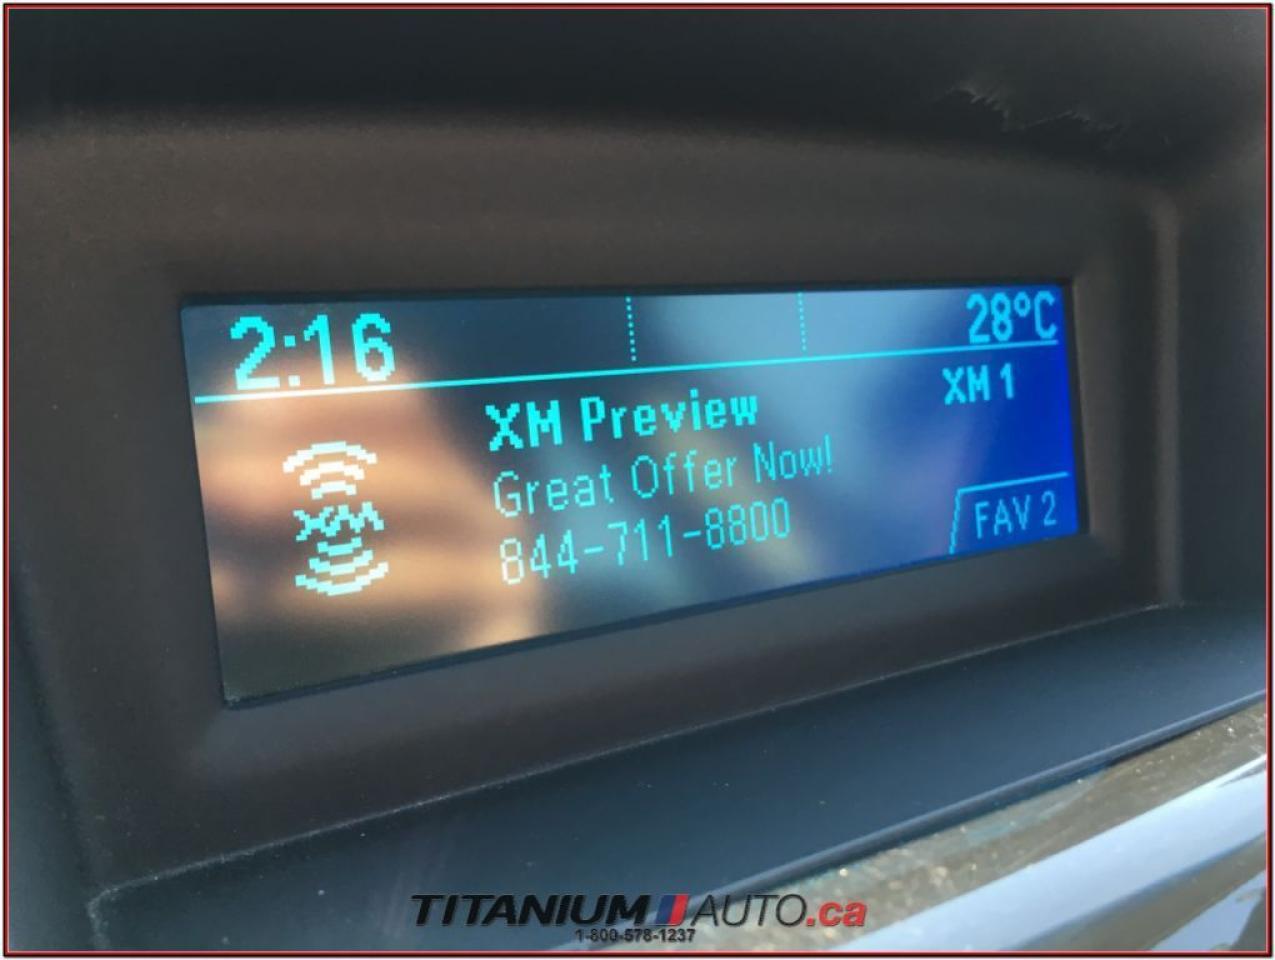 2:16
28°C
XM Preview
XM 1
Great Offer Now!
XM
844-711-8800
FAV 2
TITANIUM AUTO.ca
1-800-578-1237